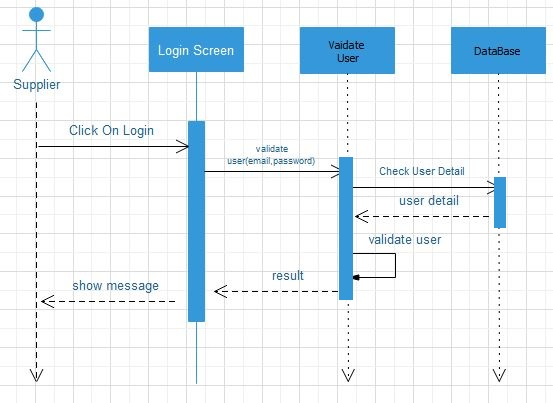 Supplier
Login Screen
Vaidate
User
DataBase
Click On Login
validate
user(email,password)
Check User Detail
user detail
validate user
result
show message